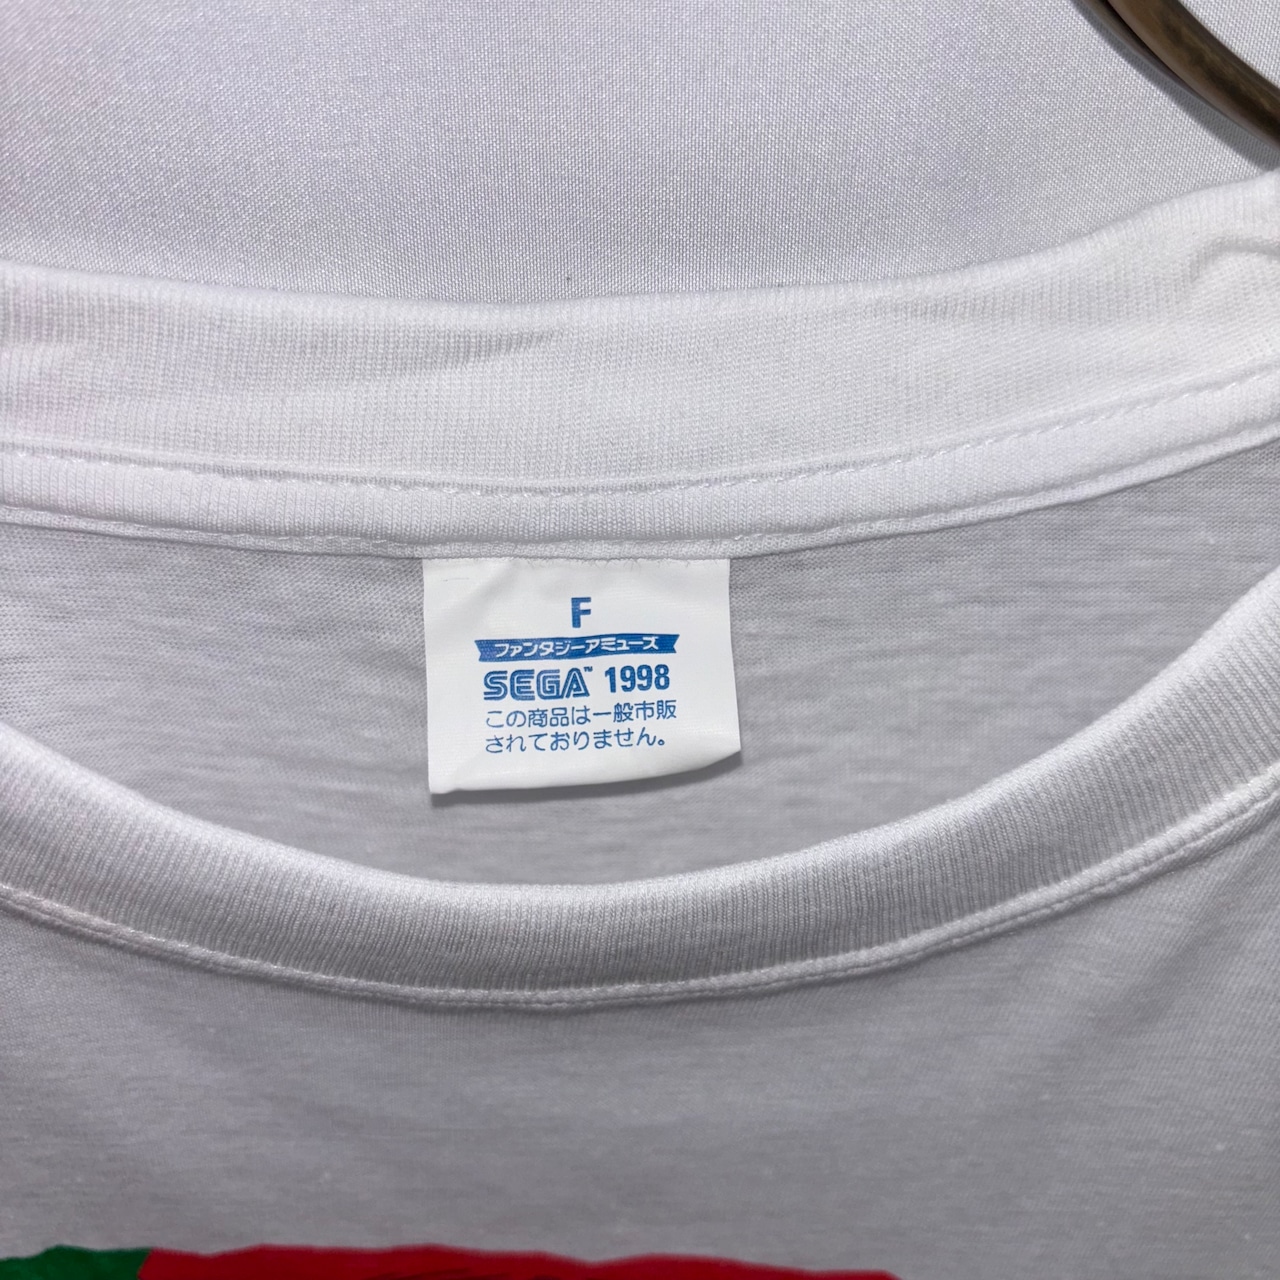 F
ファンタジーアミューズ
SEGA™ 1998
この商品は一般市販
されておりません。